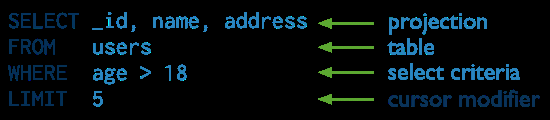 SELECT _id, name, address projection
FROM users table
WHERE age > 18 select criteria
LIMIT 5 cursor modifier